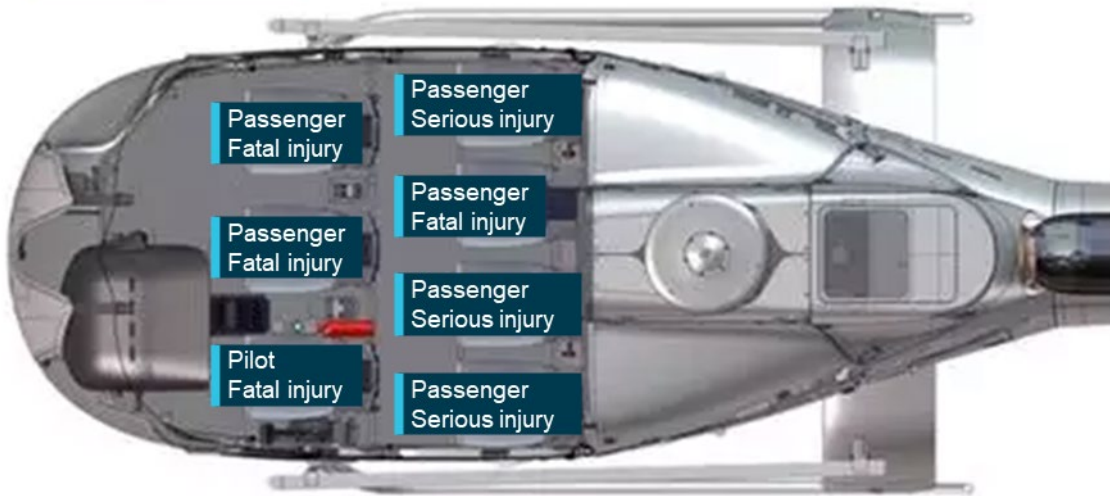 Passenger
Fatal injury
Passenger
Serious injury
Passenger
Fatal injury
Passenger
Fatal injury
Passenger
Serious injury
Pilot
Fatal injury
Passenger
Serious injury